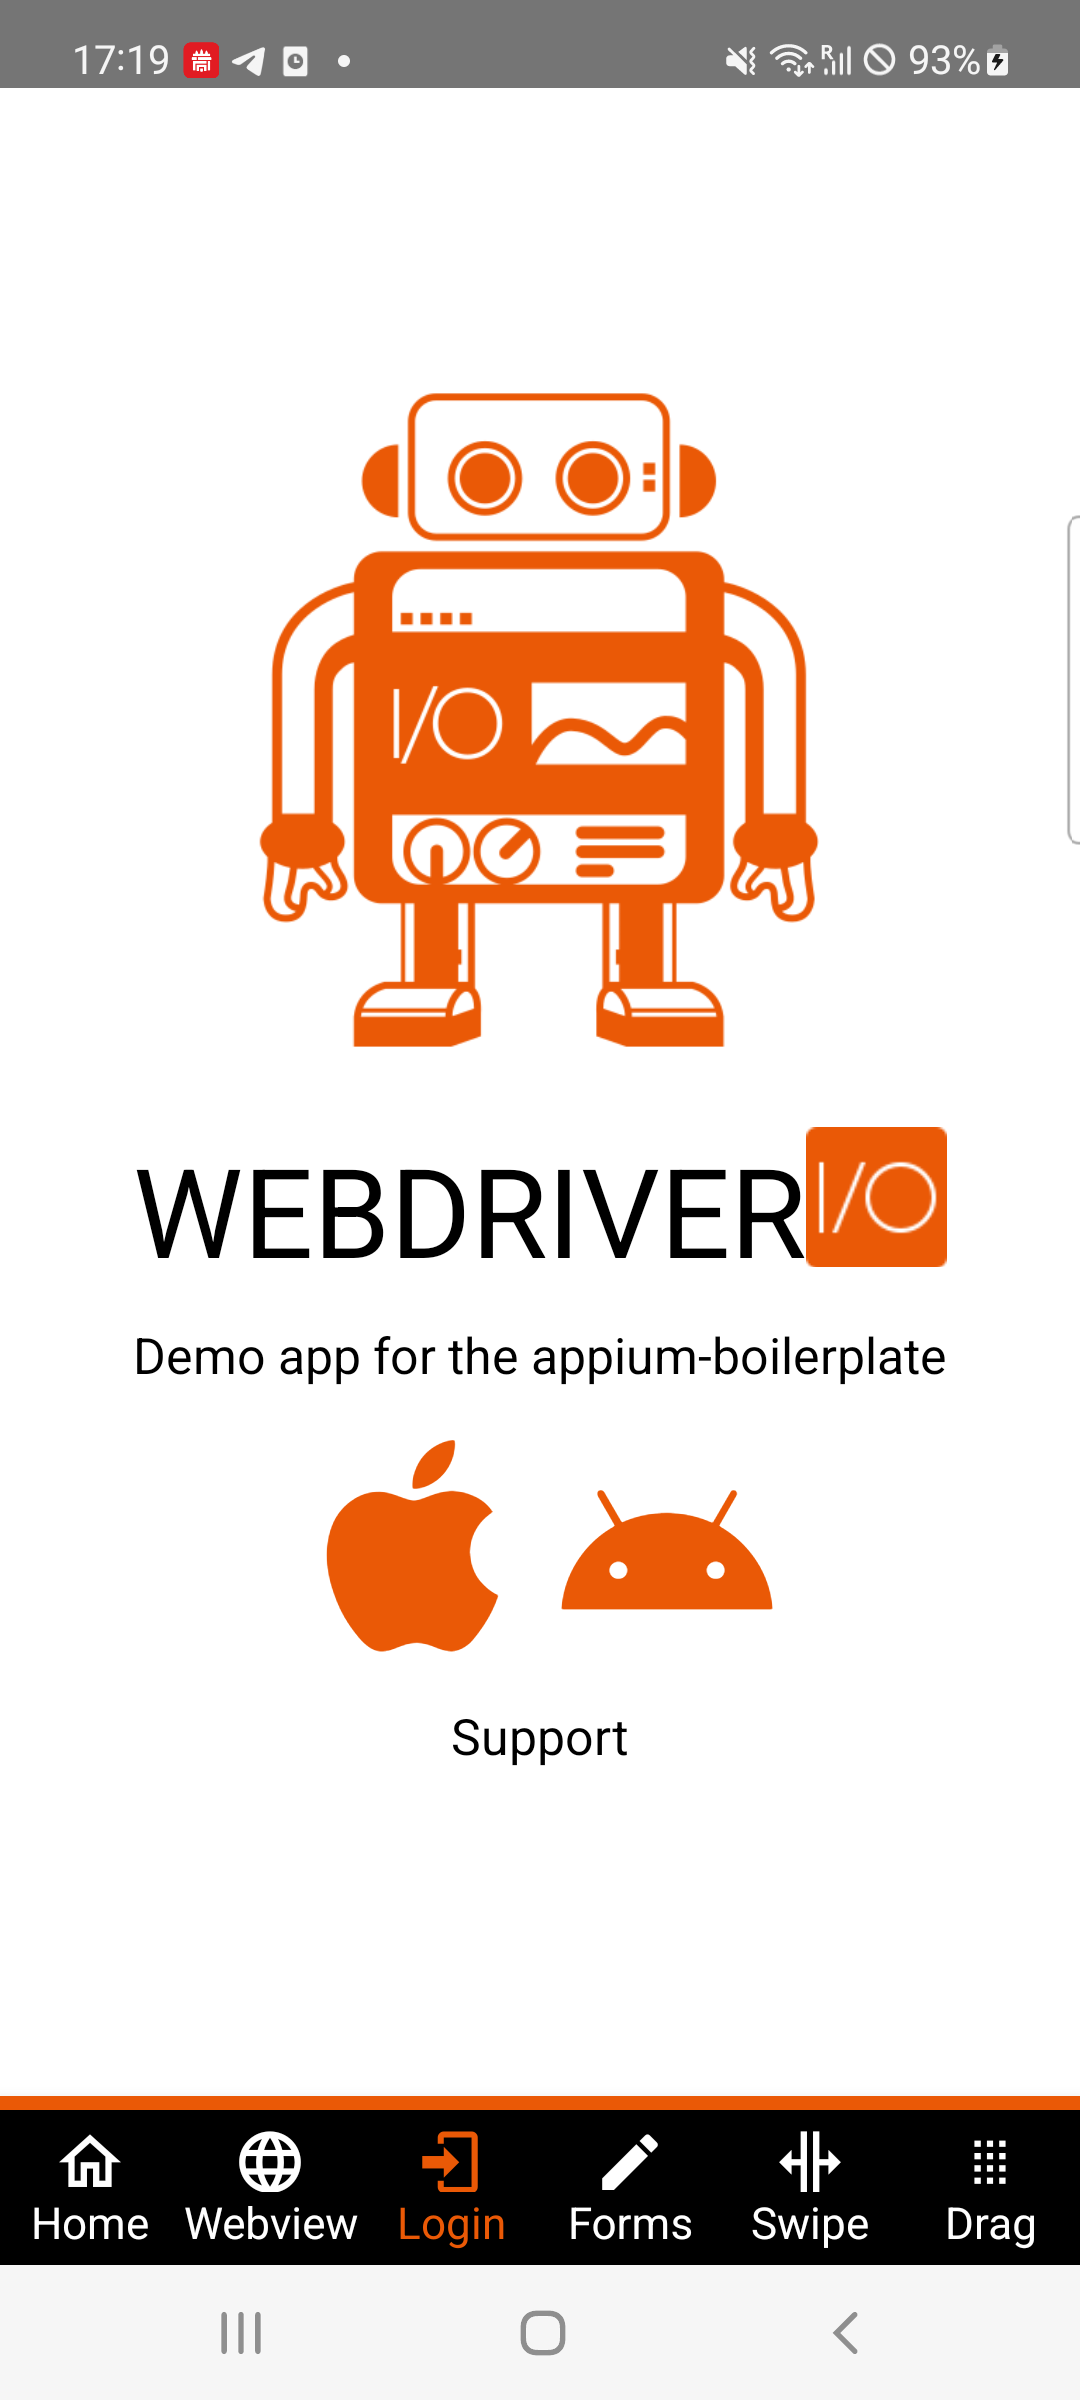 17:19 R 93%
I/O
WEBDRIVER I/O
Demo app for the appium-boilerplate
Support
Home Webview Login Forms Swipe Drag